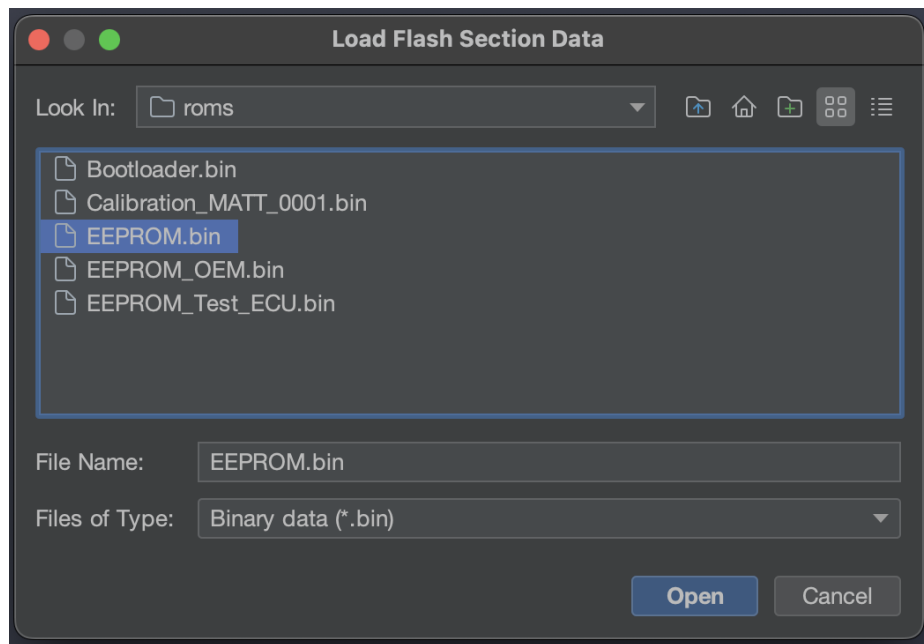 Load Flash Section Data
Look In: roms
Bootloader.bin
Calibration_MATT_0001.bin
EEPROM.bin
EEPROM_OEM.bin
EEPROM_Test_ECU.bin
File Name: EEPROM.bin
Files of Type: Binary data (*.bin)
Open Cancel